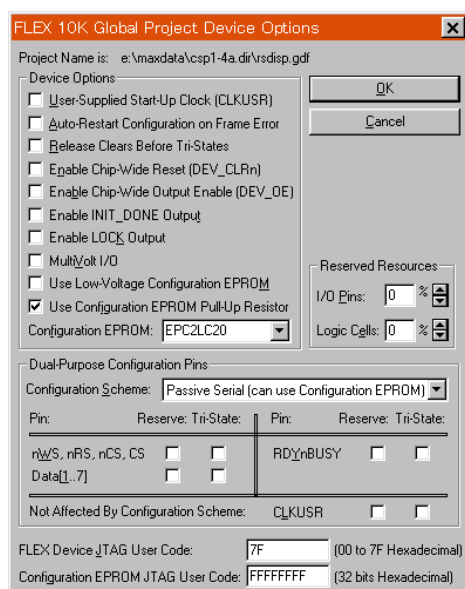 FLEX 10K Global Project Device Options
Project Name is: e:\maxdata\csp1-4a.dir\rsdisp.gdf
Device Options
User-Supplied Start-Up Clock (CLKUSR)
Auto-Restart Configuration on Frame Error
Release Clears Before Tri-States
Enable Chip-Wide Reset (DEV_CLRn)
Enable Chip-Wide Output Enable (DEV_OE)
Enable INIT_DONE Output
Enable LOCK Output
MultiVolt I/O
Use Low-Voltage Configuration EPROM
Use Configuration EPROM Pull-Up Resistor
Configuration EPROM: EPC2LC20
OK
Cancel
Reserved Resources
I/O Pins: 0 %
Logic Cells: 0 %
Dual-Purpose Configuration Pins
Configuration Scheme: Passive Serial (can use Configuration EPROM)
Pin: Reserve: Tri-State: Pin: Reserve: Tri-State:
nWS, nRS, nCS, CS RDYnBUSY
Data[1..7]
Not Affected By Configuration Scheme: CLKUSR
FLEX Device JTAG User Code: 7F (00 to 7F Hexadecimal)
Configuration EPROM JTAG User Code: FFFFFFFF (32 bits Hexadecimal)